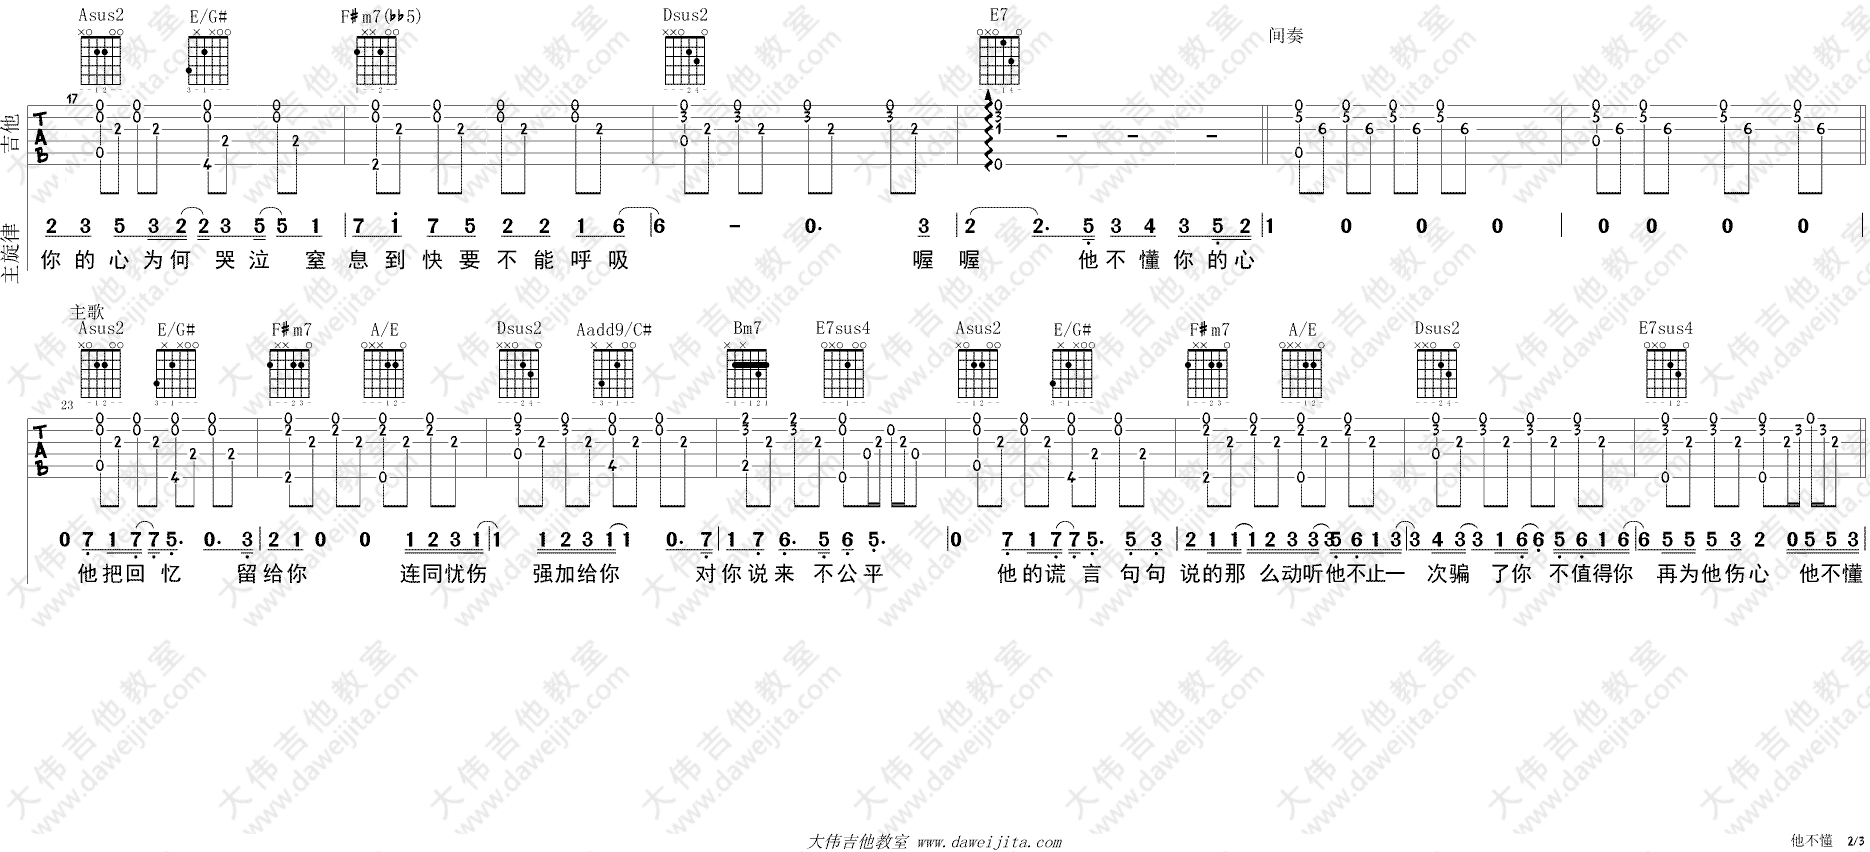 Asus2 E/G# F#m7(bb5) Dsus2 E7 间奏
17
吉他
TAB
主旋律
2 3 5 3 2 2 3 5 5 1 7 1 7 5 2 2 1 6 6 - 0. 3 2 2. 5 3 4 3 5 2 1 0 0 0 0 0 0 0
你的心为何 哭泣 窒息到快要不能呼吸 喔喔 他不懂你的心
主歌
Asus2 E/G# F#m7 A/E Dsus2 Aadd9/C# Bm7 E7sus4 Asus2 E/G# F#m7 A/E Dsus2 E7sus4
23
TAB
0 7 1 7 7 5. 0. 3 2 1 0 0 1 2 3 1 1 1 2 3 1 1 0. 7 1 7 6. 5 6 5. 0 7 1 7 7 5. 5 3 2 1 1 1 2 3 3 3 5 6 1 3 3 4 3 3 1 6 6 5 6 1 6 6 5 5 5 3 2 0 5 5 3
他把回忆 留给你 连同忧伤 强加给你 对你说来 不公平 他的谎言 句句说的那么动听他不止一次骗了你 不值得你 再为他伤心 他不懂
大伟吉他教室 www.daweijita.com
他不懂 2/3